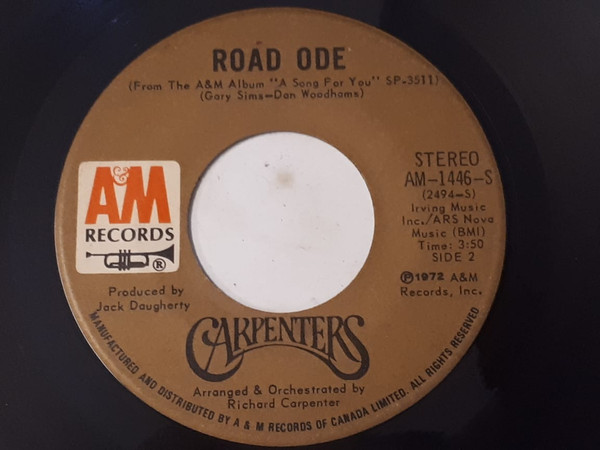 ROAD ODE
(From The A&M Album "A Song For You" SP-3511)
(Gary Sims-Dan Woodhams)
A&M
RECORDS
®
STEREO
AM-1446-S
(2494-S)
Irving Music
Inc./ARS Nova
Music (BMI)
Time: 3:50
SIDE 2
℗1972 A&M
Records, Inc.
Produced by
Jack Daugherty
CARPENTERS
Arranged & Orchestrated by
Richard Carpenter
MANUFACTURED AND DISTRIBUTED BY A & M RECORDS OF CANADA LIMITED. ALL RIGHTS RESERVED